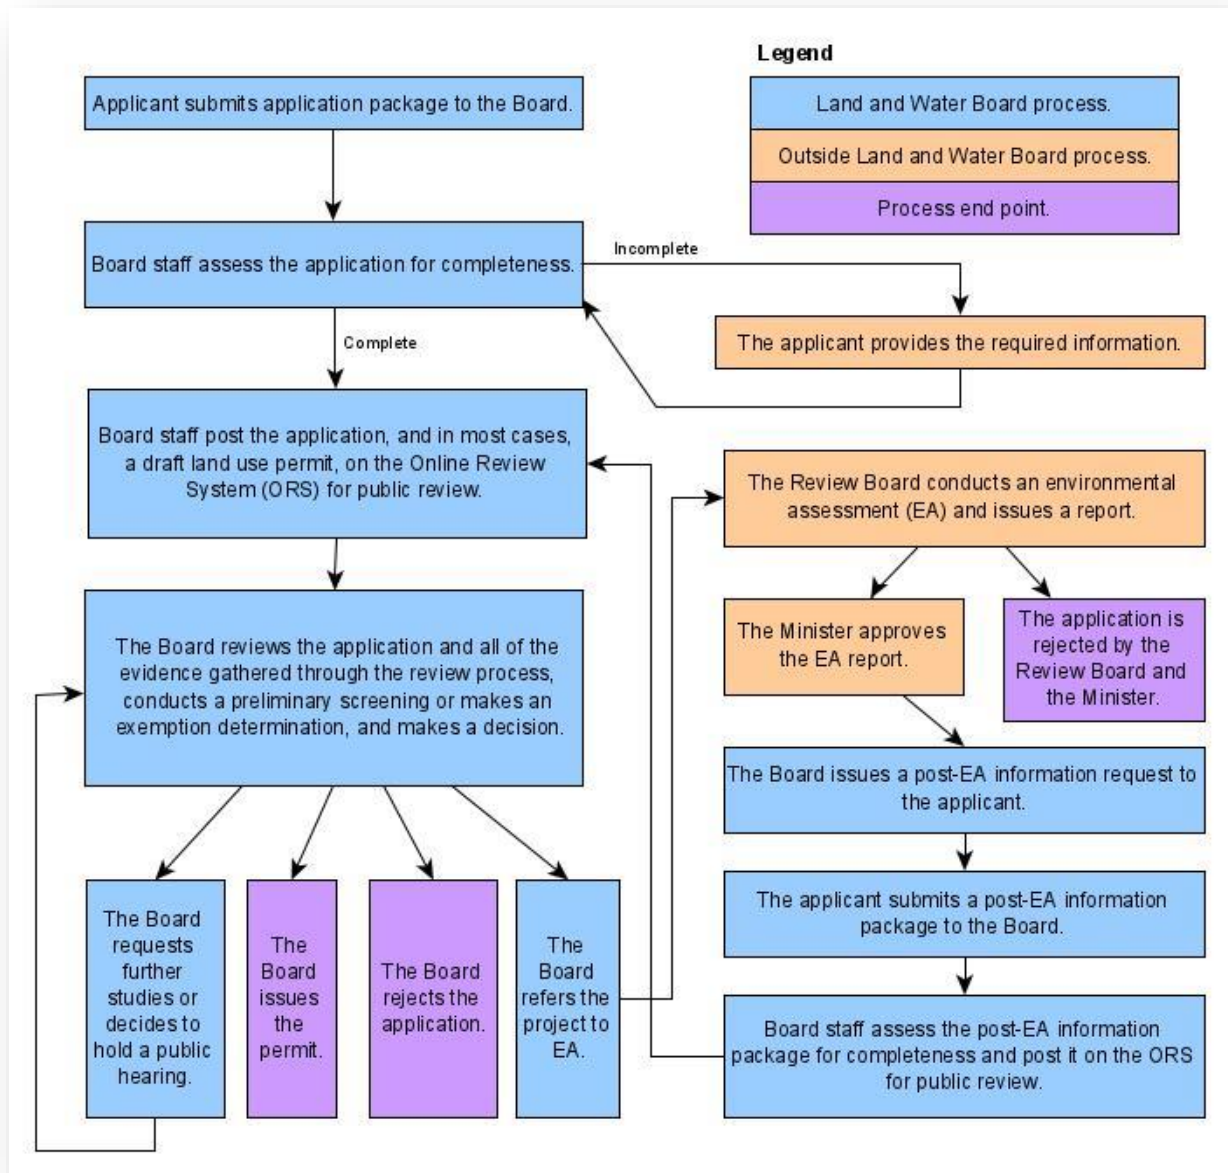 Legend
Land and Water Board process.
Outside Land and Water Board process.
Process end point.
Applicant submits application package to the Board.
Board staff assess the application for completeness.
Incomplete
The applicant provides the required information.
Complete
Board staff post the application, and in most cases,
a draft land use permit, on the Online Review
System (ORS) for public review.
The Board reviews the application and all of the
evidence gathered through the review process,
conducts a preliminary screening or makes an
exemption determination, and makes a decision.
The Board
requests
further
studies or
decides to
hold a public
hearing.
The
Board
issues
the
permit.
The Board
rejects the
application.
The
Board
refers the
project to
EA.
The Review Board conducts an environmental
assessment (EA) and issues a report.
The Minister approves
the EA report.
The application is
rejected by the
Review Board and
the Minister.
The Board issues a post-EA information request to
the applicant.
The applicant submits a post-EA information
package to the Board.
Board staff assess the post-EA information
package for completeness and post it on the ORS
for public review.